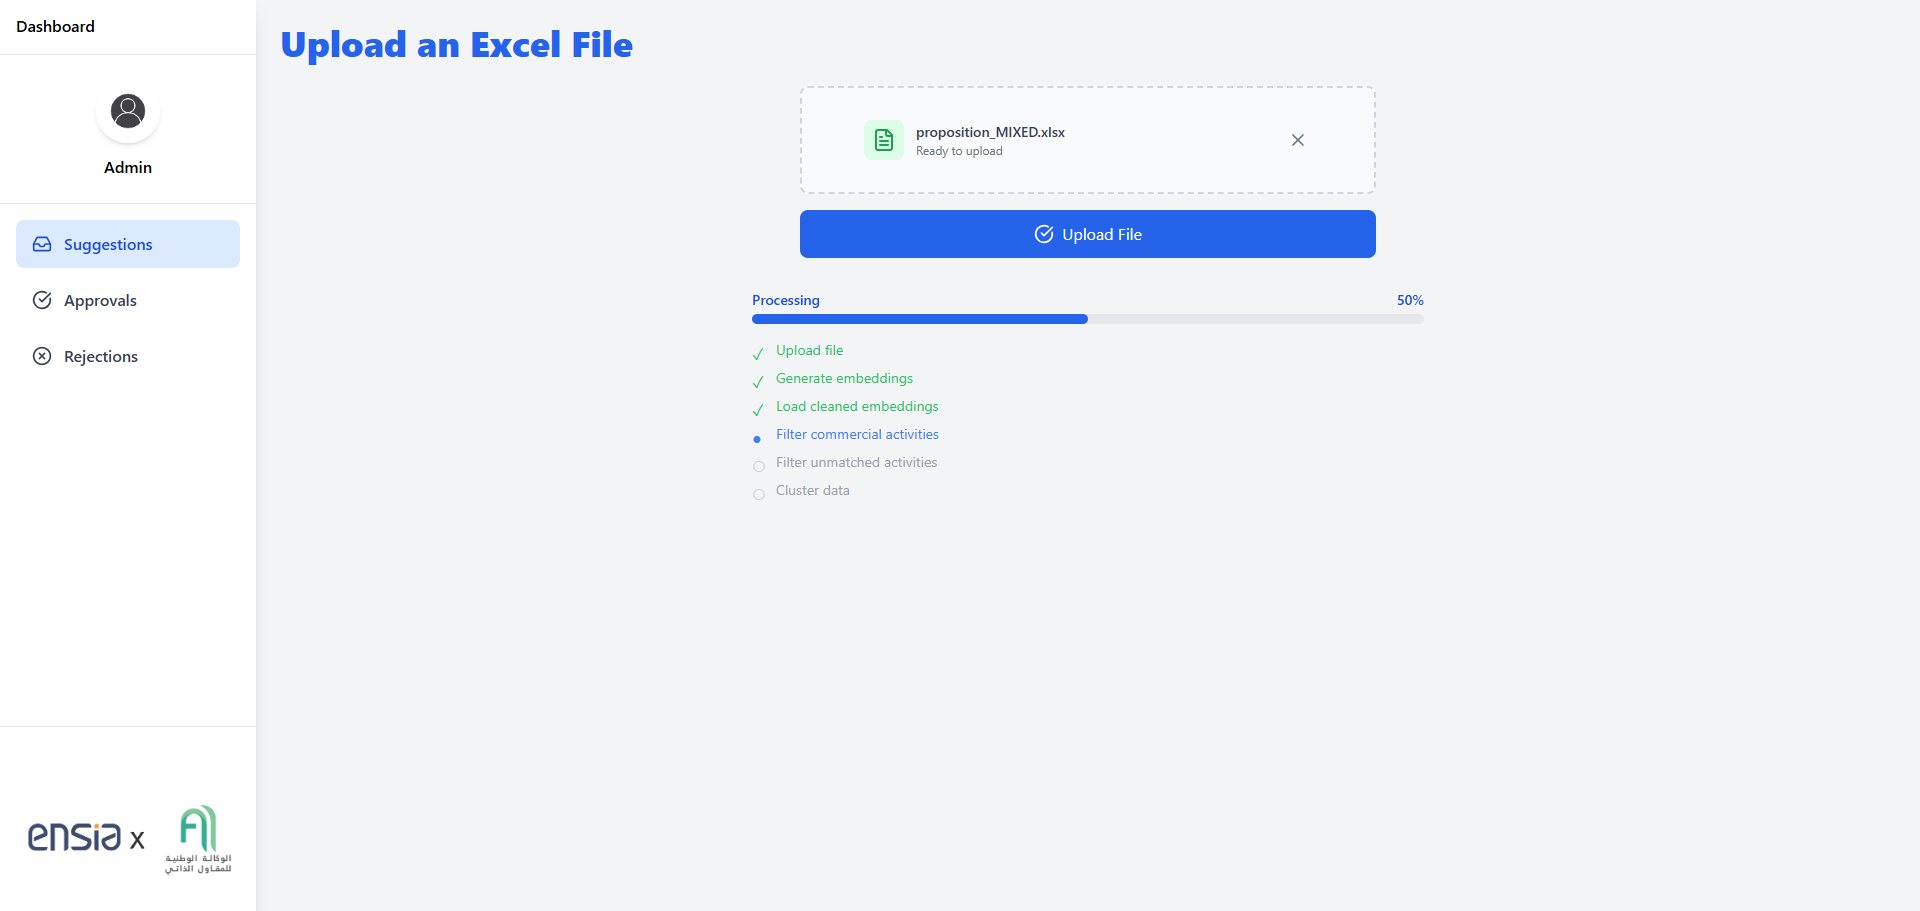 Dashboard
Admin
Suggestions
Approvals
Rejections
ensia x
الوكالة الوطنية
للمقاول الذاتي
Upload an Excel File
proposition_MIXED.xlsx
Ready to upload
Upload File
Processing 50%
Upload file
Generate embeddings
Load cleaned embeddings
Filter commercial activities
Filter unmatched activities
Cluster data